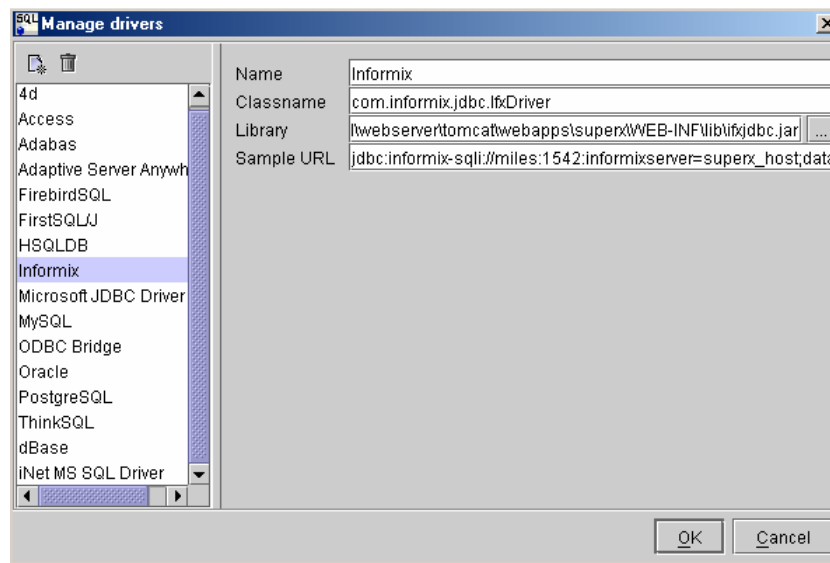 SQL Manage drivers
Name Informix
Classname com.informix.jdbc.IfxDriver
Library l\webserver\tomcat\webapps\superx\WEB-INF\lib\ifxjdbc.jar ...
Sample URL jdbc:informix-sqli://miles:1542:informixserver=superx_host;data
4d
Access
Adabas
Adaptive Server Anywh
FirebirdSQL
FirstSQL/J
HSQLDB
Informix
Microsoft JDBC Driver
MySQL
ODBC Bridge
Oracle
PostgreSQL
ThinkSQL
dBase
iNet MS SQL Driver
OK Cancel